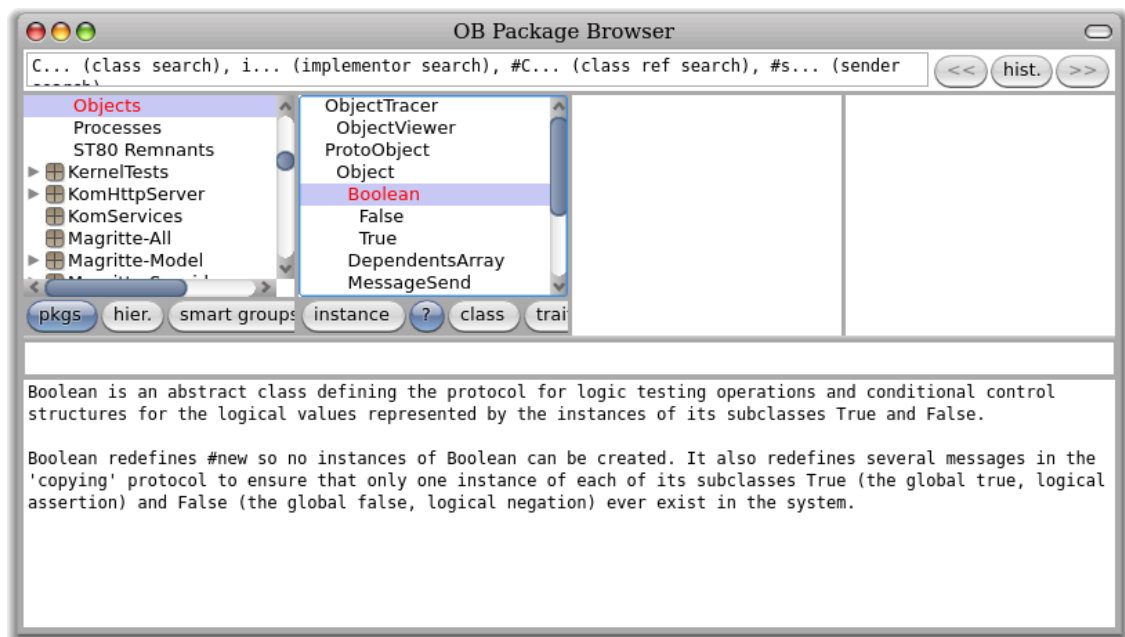 OB Package Browser
C... (class search), i... (implementor search), #C... (class ref search), #s... (sender
<< hist. >>
Objects
Processes
ST80 Remnants
KernelTests
KomHttpServer
KomServices
Magritte-All
Magritte-Model
ObjectTracer
ObjectViewer
ProtoObject
Object
Boolean
False
True
DependentsArray
MessageSend
pkgs hier. smart groups
instance ? class trai
Boolean is an abstract class defining the protocol for logic testing operations and conditional control
structures for the logical values represented by the instances of its subclasses True and False.
Boolean redefines #new so no instances of Boolean can be created. It also redefines several messages in the
'copying' protocol to ensure that only one instance of each of its subclasses True (the global true, logical
assertion) and False (the global false, logical negation) ever exist in the system.